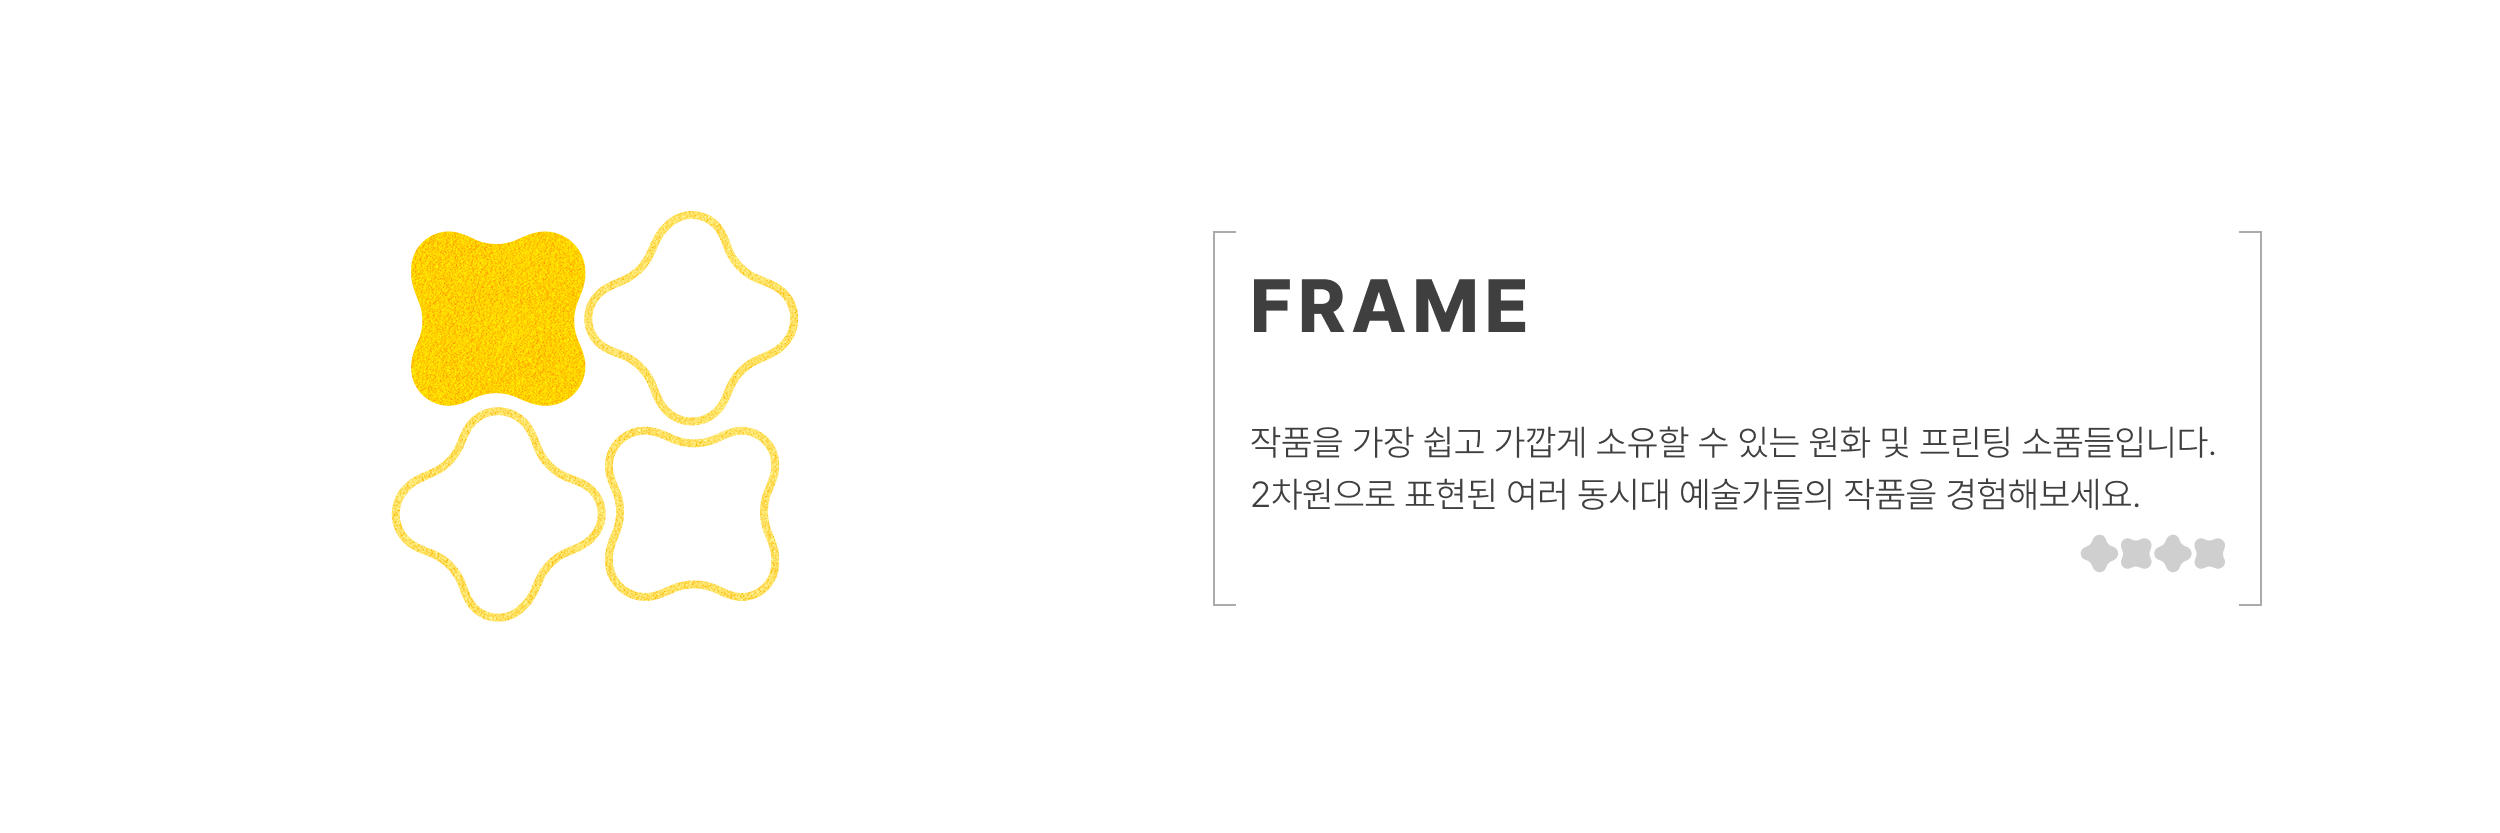 FRAME
작품을 가장 쉽고 가볍게 소유할 수 있는 원화 및 프린팅 소품들입니다.
2차원으로 표현된 여러 동시대 예술가들의 작품을 경험해보세요.